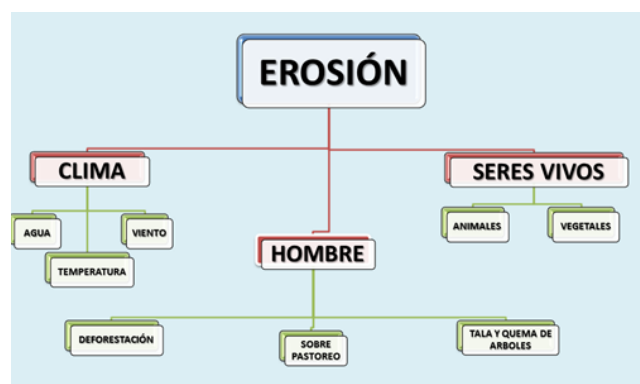 EROSIÓN
CLIMA
SERES VIVOS
AGUA
VIENTO
TEMPERATURA
ANIMALES
VEGETALES
HOMBRE
DEFORESTACIÓN
SOBRE
PASTOREO
TALA Y QUEMA DE
ARBOLES